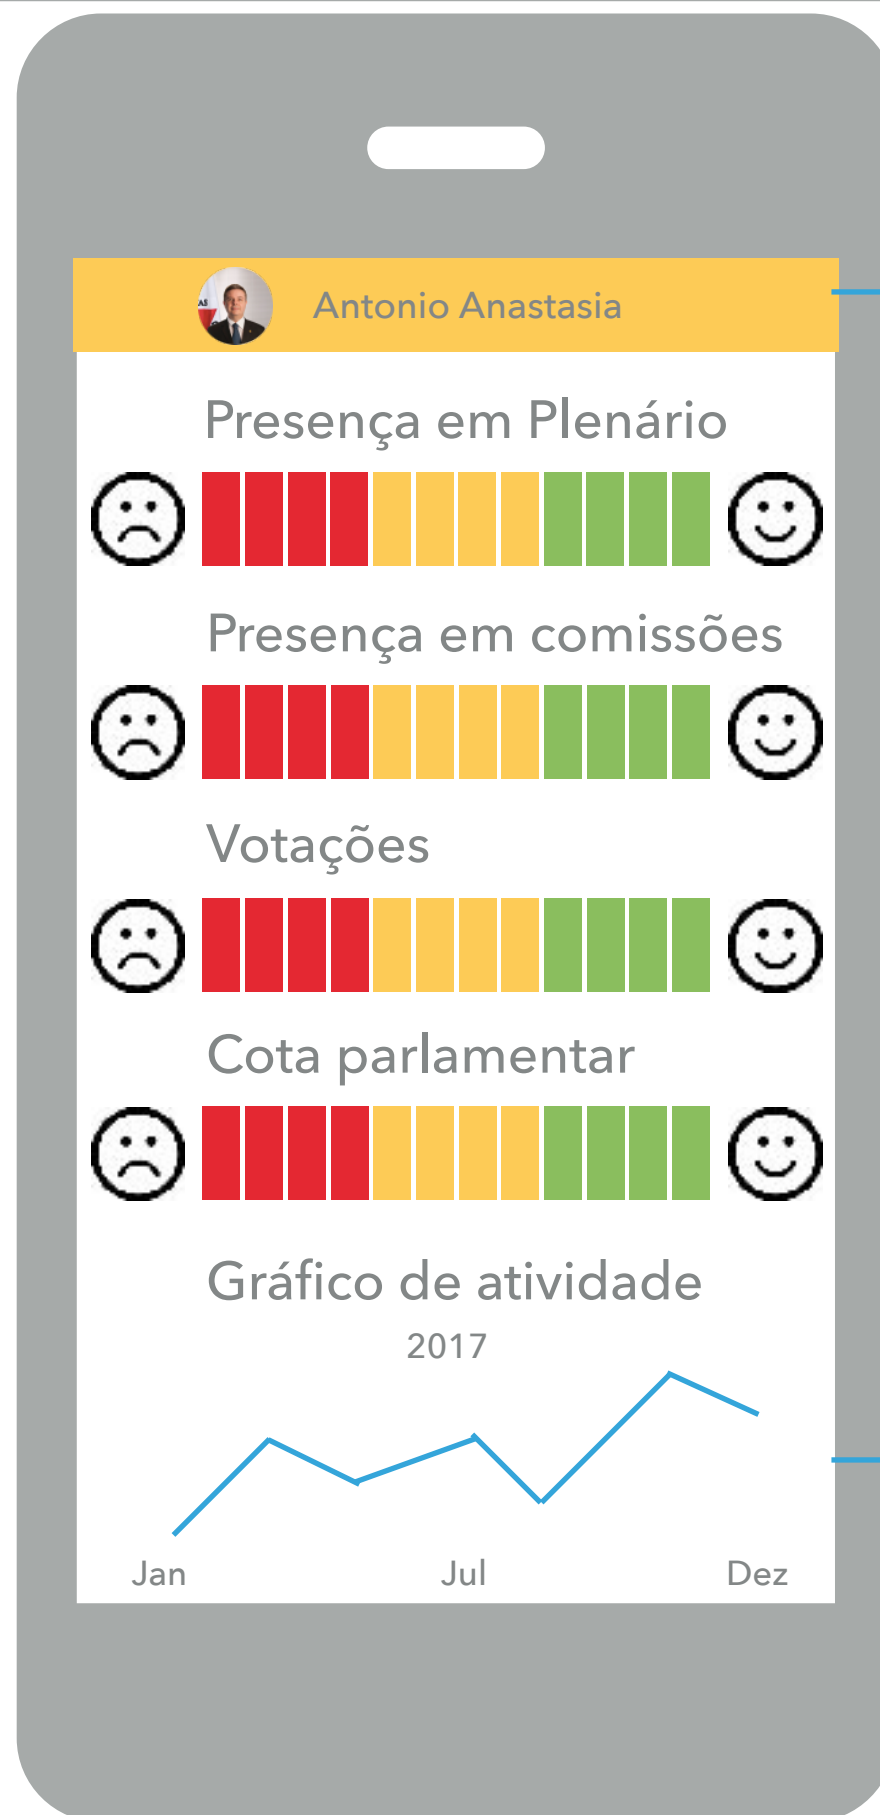 Antonio Anastasia
Presença em Plenário
Presença em comissões
Votações
Cota parlamentar
Gráfico de atividade
2017
Jan Jul Dez